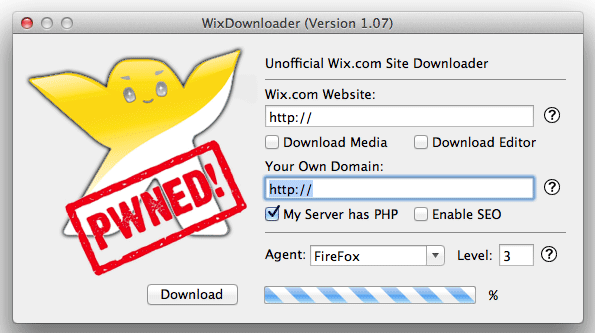 WixDownloader (Version 1.07)
Unofficial Wix.com Site Downloader
Wix.com Website:
http://
?
Download Media
Download Editor
Your Own Domain:
http://
?
My Server has PHP
Enable SEO
PWNED!
Agent:
FireFox
Level:
3
?
Download
%